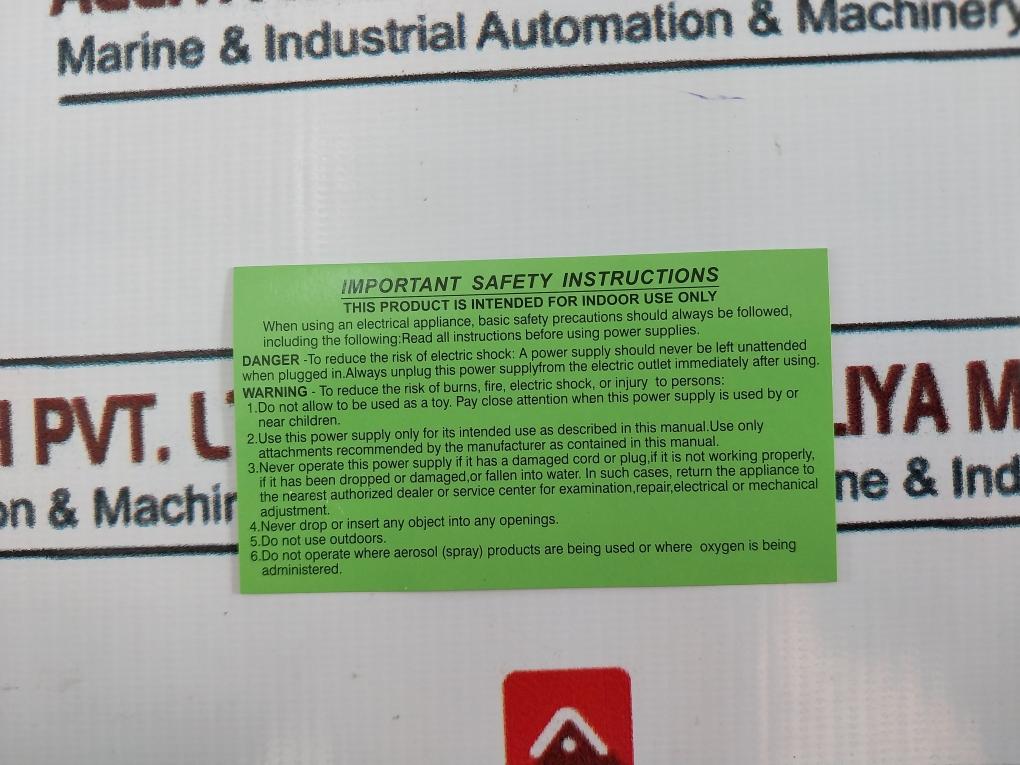 Marine & Industrial Automation & Machinery
IMPORTANT SAFETY INSTRUCTIONS
THIS PRODUCT IS INTENDED FOR INDOOR USE ONLY
When using an electrical appliance, basic safety precautions should always be followed,
including the following:Read all instructions before using power supplies.
DANGER -To reduce the risk of electric shock: A power supply should never be left unattended
when plugged in.Always unplug this power supplyfrom the electric outlet immediately after using.
WARNING - To reduce the risk of burns, fire, electric shock, or injury to persons:
1.Do not allow to be used as a toy. Pay close attention when this power supply is used by or
near children.
2.Use this power supply only for its intended use as described in this manual.Use only
attachments recommended by the manufacturer as contained in this manual.
3.Never operate this power supply if it has a damaged cord or plug,if it is not working properly,
if it has been dropped or damaged,or fallen into water. In such cases, return the appliance to
the nearest authorized dealer or service center for examination,repair,electrical or mechanical
adjustment.
4.Never drop or insert any object into any openings.
5.Do not use outdoors.
6.Do not operate where aerosol (spray) products are being used or where oxygen is being
administered.
PVT.
LIYA M
on & Machin
ne & Ind